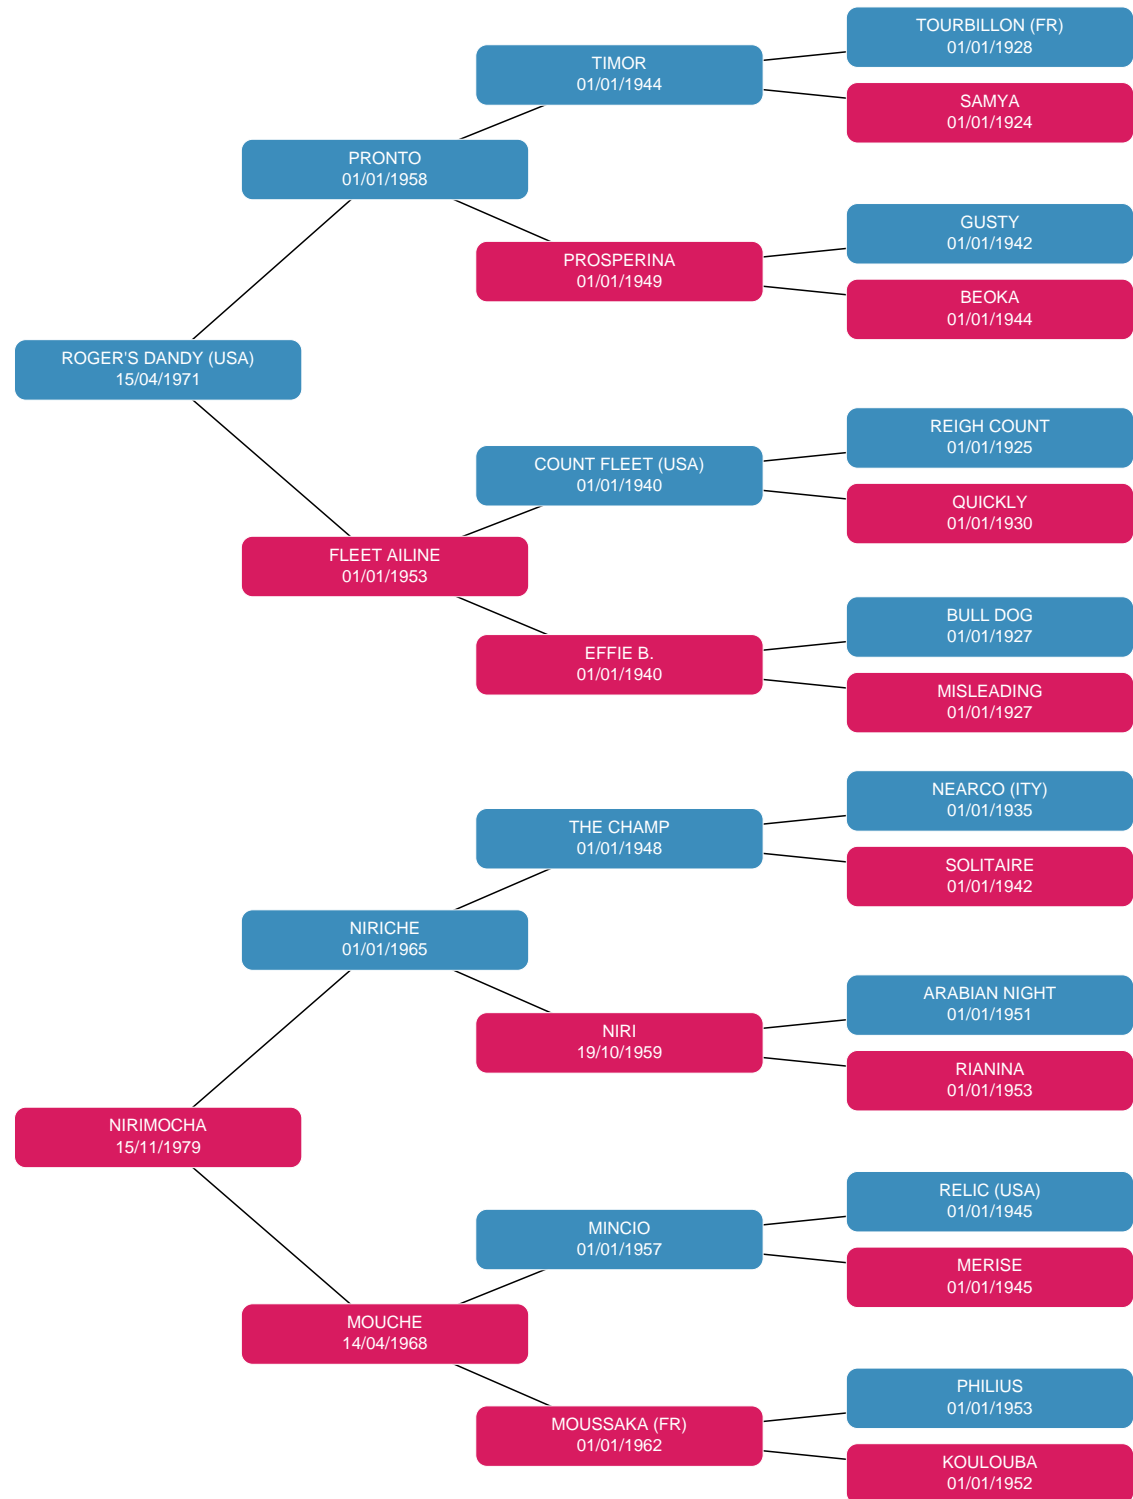 TOURBILLON (FR)
01/01/1928
TIMOR
01/01/1944
SAMYA
01/01/1924
PRONTO
01/01/1958
GUSTY
01/01/1942
PROSPERINA
01/01/1949
BEOKA
01/01/1944
ROGER'S DANDY (USA)
15/04/1971
REIGH COUNT
01/01/1925
COUNT FLEET (USA)
01/01/1940
QUICKLY
01/01/1930
FLEET AILINE
01/01/1953
BULL DOG
01/01/1927
EFFIE B.
01/01/1940
MISLEADING
01/01/1927
NEARCO (ITY)
01/01/1935
THE CHAMP
01/01/1948
SOLITAIRE
01/01/1942
NIRICHE
01/01/1965
ARABIAN NIGHT
01/01/1951
NIRI
19/10/1959
RIANINA
01/01/1953
NIRIMOCHA
15/11/1979
RELIC (USA)
01/01/1945
MINCIO
01/01/1957
MERISE
01/01/1945
MOUCHE
14/04/1968
PHILIUS
01/01/1953
MOUSSAKA (FR)
01/01/1962
KOULOUBA
01/01/1952